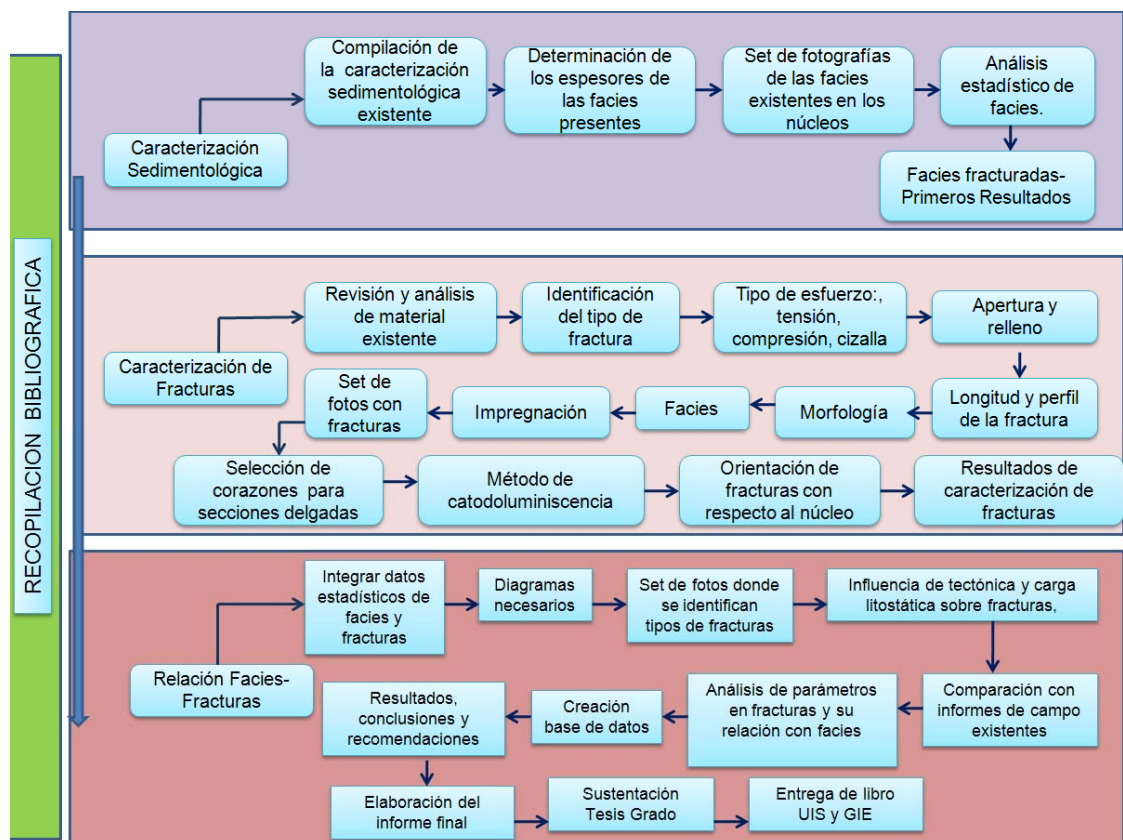 RECOPILACION BIBLIOGRAFICA
Caracterización
Sedimentológica
Compilación de
la caracterización
sedimentológica
existente
Determinación de
los espesores de
las facies
presentes
Set de fotografías
de las facies
existentes en los
núcleos
Análisis
estadístico de
facies.
Facies fracturadas-
Primeros Resultados
Caracterización de
Fracturas
Revisión y análisis
de material
existente
Identificación
del tipo de
fractura
Tipo de esfuerzo:,
tensión,
compresión, cizalla
Apertura y
relleno
Longitud y perfil
de la fractura
Morfología
Facies
Impregnación
Set de
fotos con
fracturas
Selección de
corazones para
secciones delgadas
Método de
catodoluminiscencia
Orientación de
fracturas con
respecto al núcleo
Resultados de
caracterización de
fracturas
Relación Facies-
Fracturas
Integrar datos
estadísticos de
facies y
fracturas
Diagramas
necesarios
Set de fotos donde
se identifican
tipos de fracturas
Influencia de tectónica y carga
litostática sobre fracturas,
Comparación con
informes de campo
existentes
Análisis de parámetros
en fracturas y su
relación con facies
Creación
base de datos
Resultados,
conclusiones y
recomendaciones
Elaboración del
informe final
Sustentación
Tesis Grado
Entrega de libro
UIS y GIE